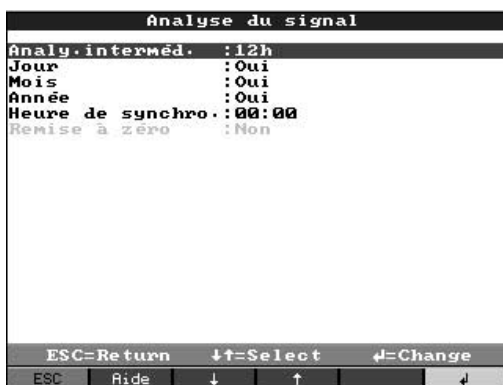 Analyse du signal
Analy.interméd. :12h
Jour :Oui
Mois :Oui
Année :Oui
Heure de synchro.:00:00
Remise à zéro :Non
ESC=Return ↓↑=Select ↲=Change
ESC Aide ↓ ↑ ↲